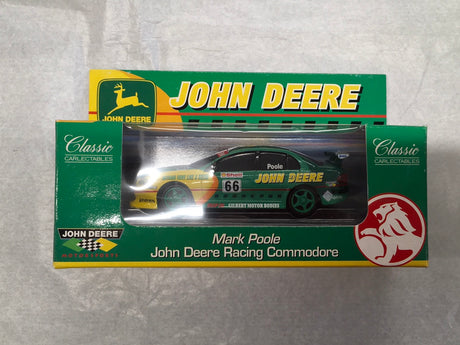 JOHN DEERE
JOHN DEERE
Classic
CARLECTABLES
Classic
CARLECTABLES
Poole
JOHN DEERE
Shell
66
GILBERT MOTOR BODIES
JOHN DEERE
MOTORSPORTS
Mark Poole
John Deere Racing Commodore